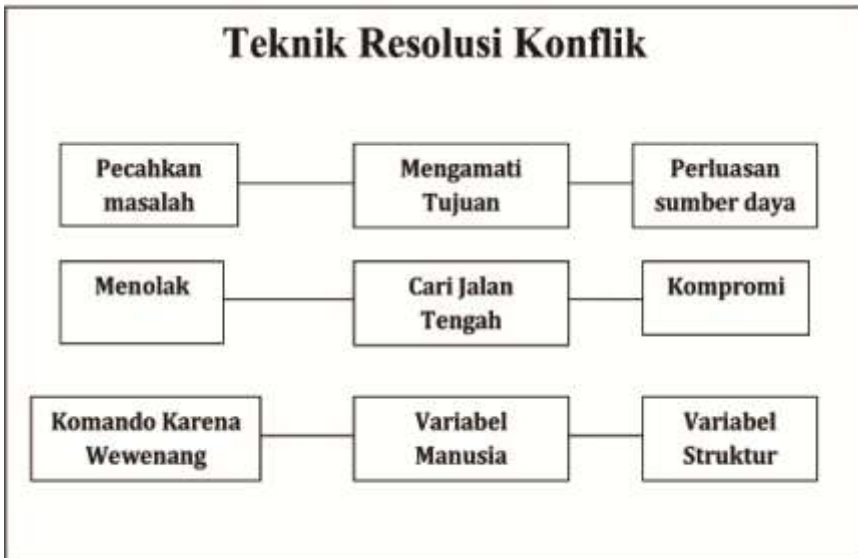 Teknik Resolusi Konflik
Pecahkan
masalah
Mengamati
Tujuan
Perluasan
sumber daya
Menolak
Cari Jalan
Tengah
Kompromi
Komando Karena
Wewenang
Variabel
Manusia
Variabel
Struktur